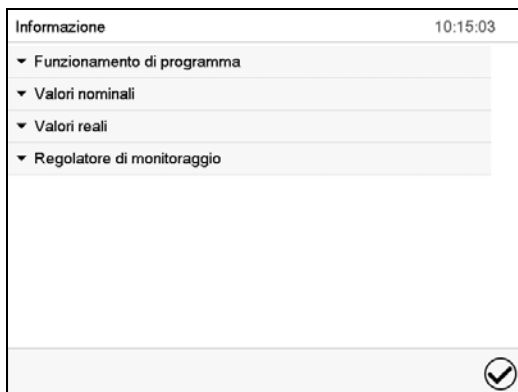 Informazione 10:15:03
Funzionamento di programma
Valori nominali
Valori reali
Regolatore di monitoraggio